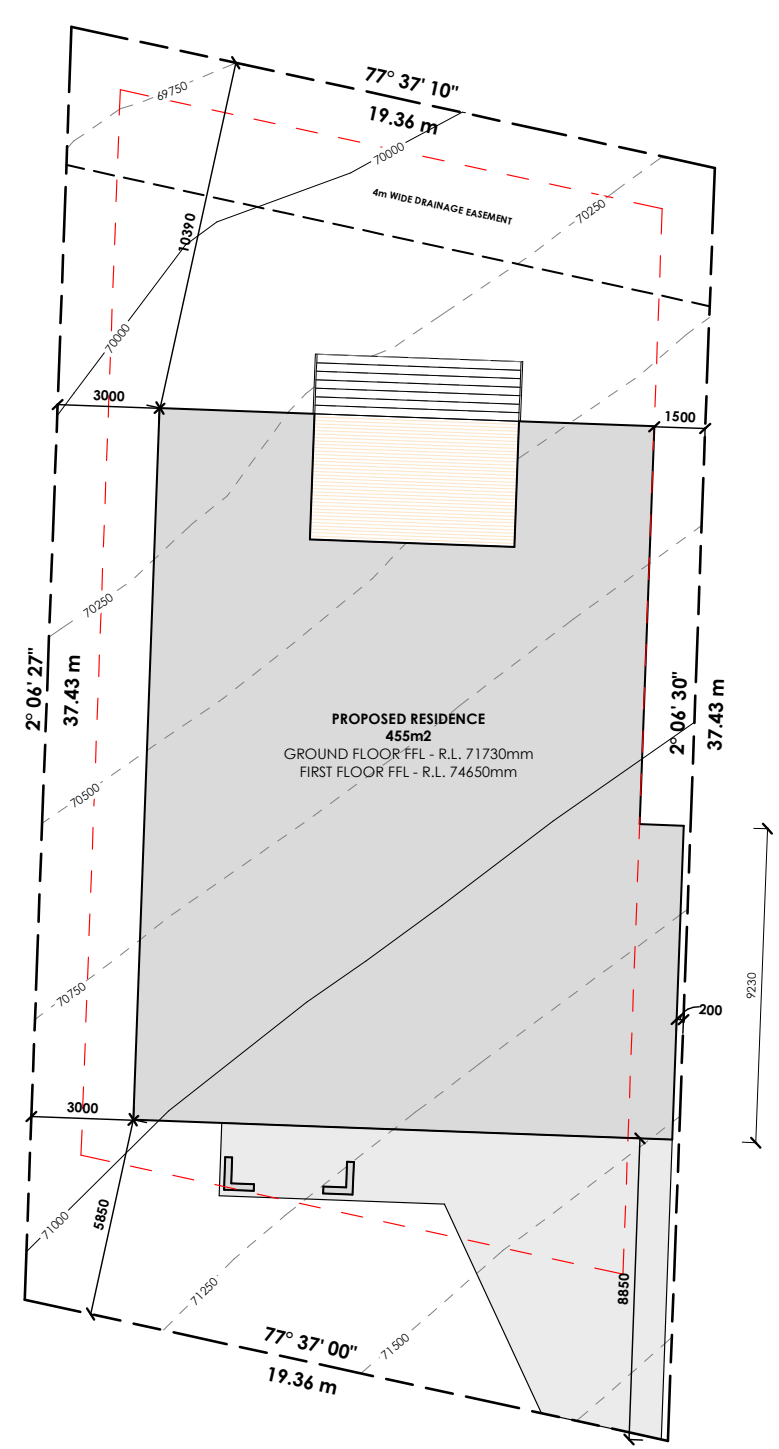 77° 37' 10"
19.36 m
69750
70000
4m WIDE DRAINAGE EASEMENT
70250
10390
70000
3000
1500
70250
2° 06' 27"
37.43 m
2° 06' 30"
37.43 m
PROPOSED RESIDENCE
455m2
GROUND FLOOR FFL - R.L. 71730mm
FIRST FLOOR FFL - R.L. 74650mm
70500
70750
9230
200
3000
5850
71000
71250
8850
71500
77° 37' 00"
19.36 m